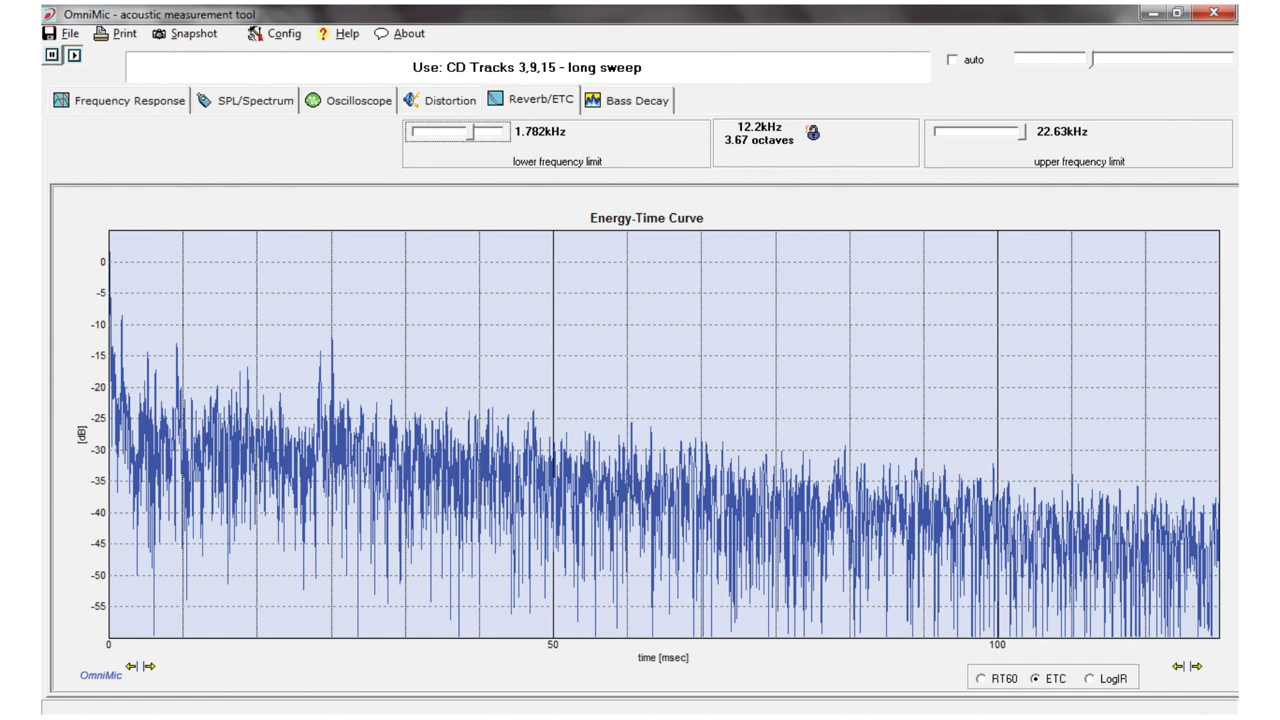 OmniMic - acoustic measurement tool
File Print Snapshot Config ? Help About
Use: CD Tracks 3,9,15 - long sweep
auto
Frequency Response SPL/Spectrum Oscilloscope Distortion Reverb/ETC Bass Decay
1.782kHz
lower frequency limit
12.2kHz
3.67 octaves
22.63kHz
upper frequency limit
Energy-Time Curve
0
-5
-10
-15
-20
-25
-30
-35
-40
-45
-50
-55
[dB]
0 50 100
time [msec]
OmniMic
RT60 ETC LogIR